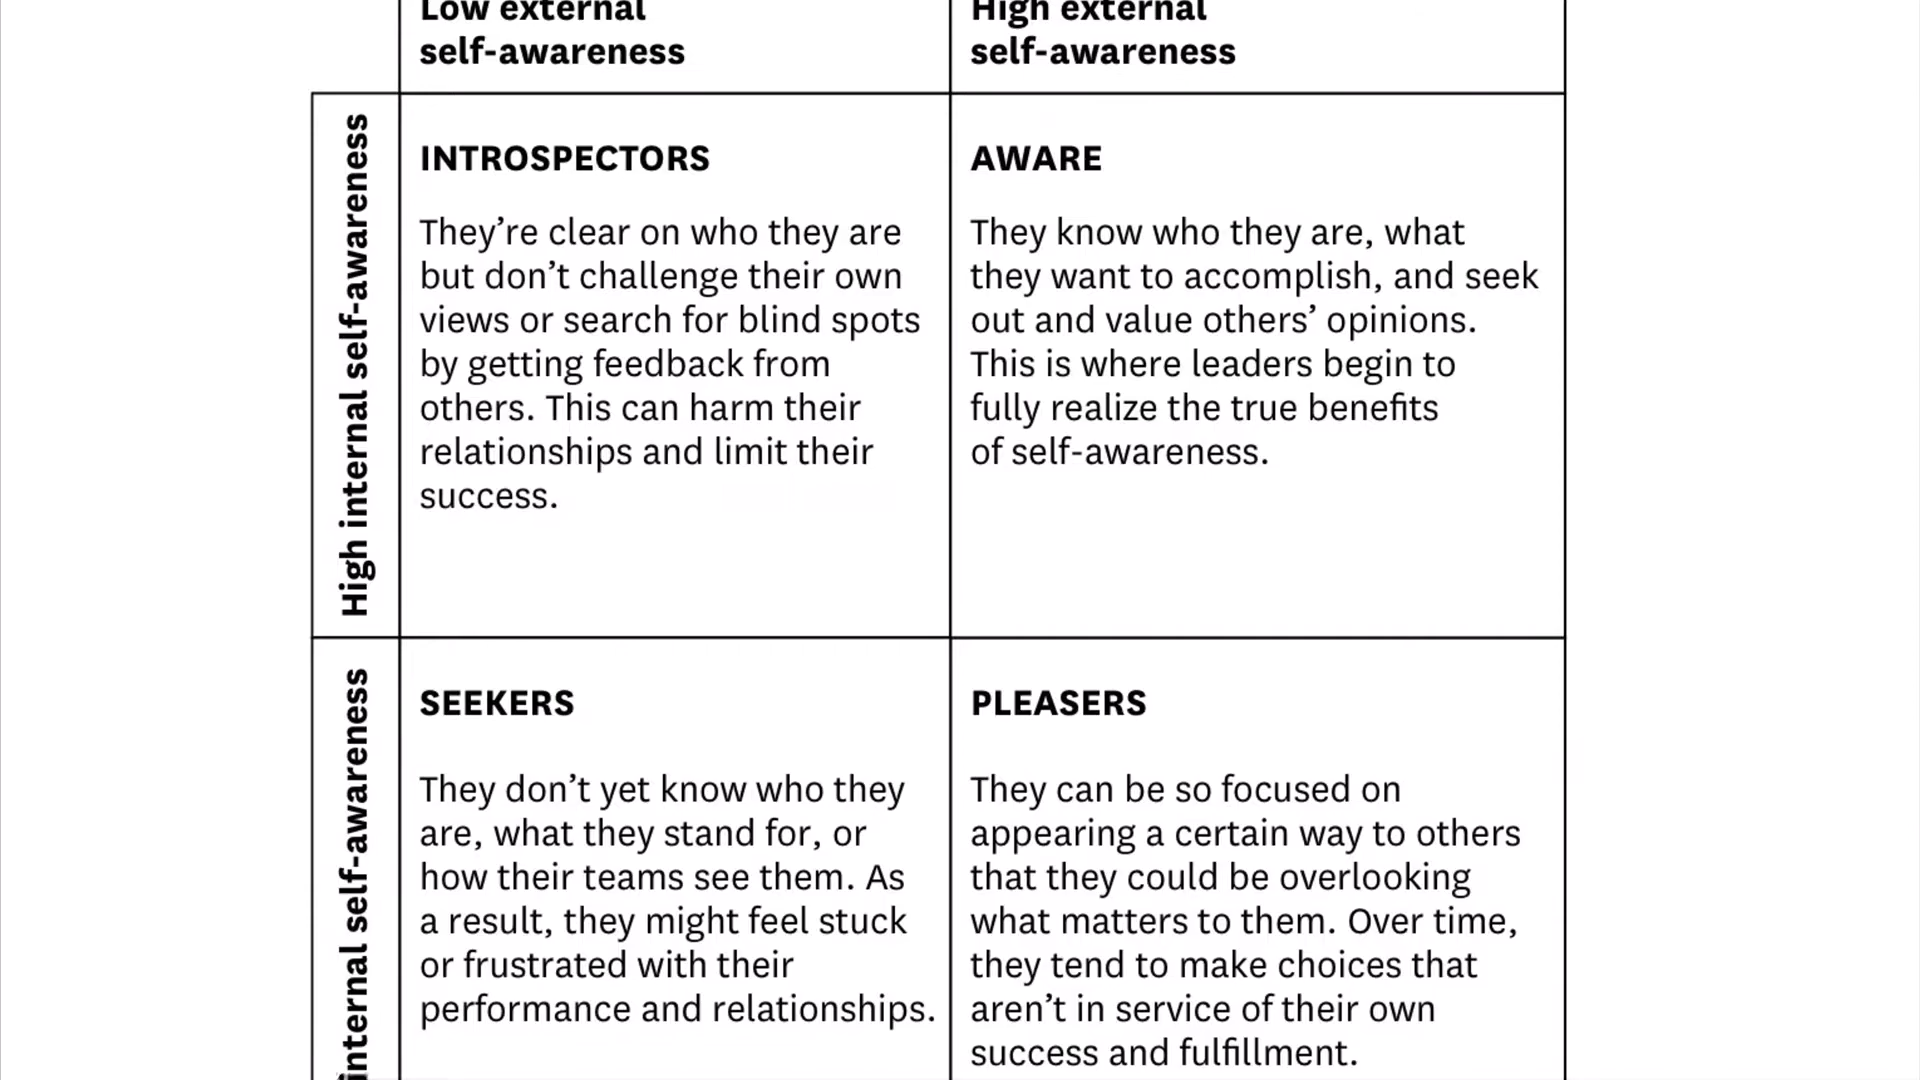 Low external
self-awareness
High external
self-awareness
High internal self-awareness
INTROSPECTORS
They’re clear on who they are
but don’t challenge their own
views or search for blind spots
by getting feedback from
others. This can harm their
relationships and limit their
success.
AWARE
They know who they are, what
they want to accomplish, and seek
out and value others’ opinions.
This is where leaders begin to
fully realize the true benefits
of self-awareness.
internal self-awareness
SEEKERS
They don’t yet know who they
are, what they stand for, or
how their teams see them. As
a result, they might feel stuck
or frustrated with their
performance and relationships.
PLEASERS
They can be so focused on
appearing a certain way to others
that they could be overlooking
what matters to them. Over time,
they tend to make choices that
aren’t in service of their own
success and fulfillment.